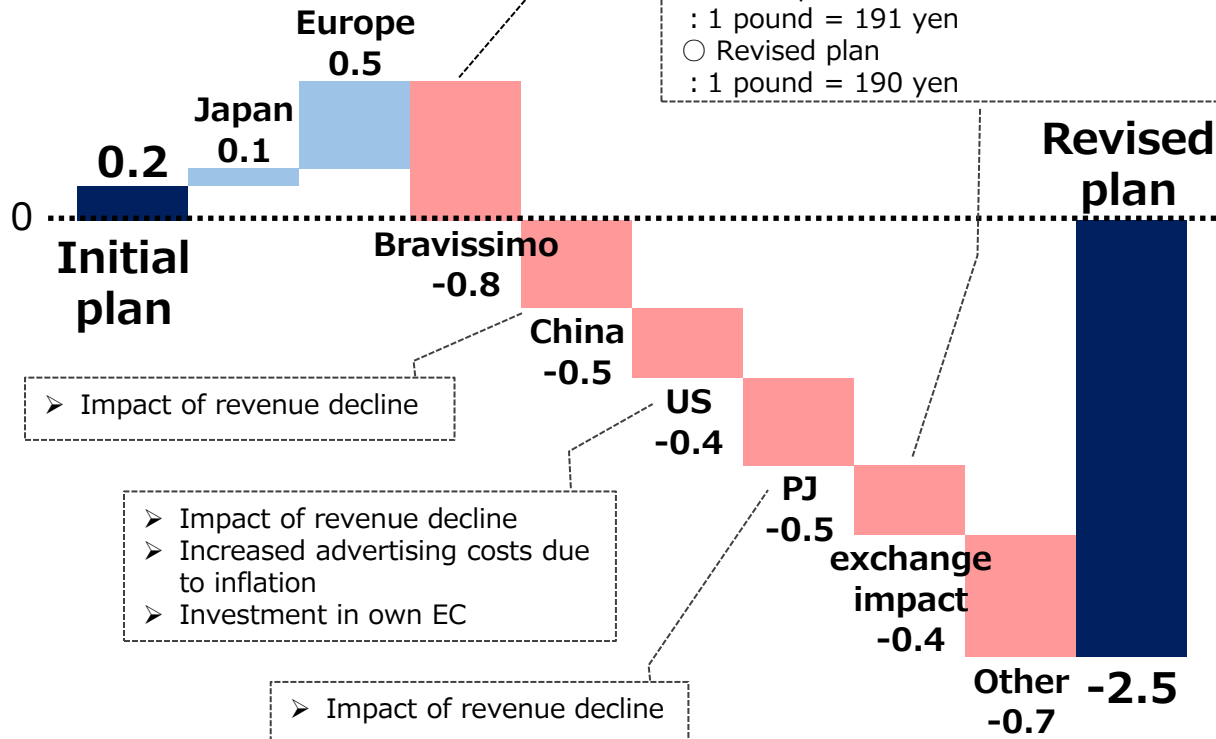 : 1 pound = 191 yen
○ Revised plan
: 1 pound = 190 yen
Europe
0.5
Japan
0.1
0.2
Revised
plan
0
Initial
plan
Bravissimo
-0.8
China
-0.5
➢ Impact of revenue decline
US
-0.4
PJ
-0.5
➢ Impact of revenue decline
➢ Increased advertising costs due
to inflation
➢ Investment in own EC
exchange
impact
-0.4
Other
-0.7
-2.5
➢ Impact of revenue decline